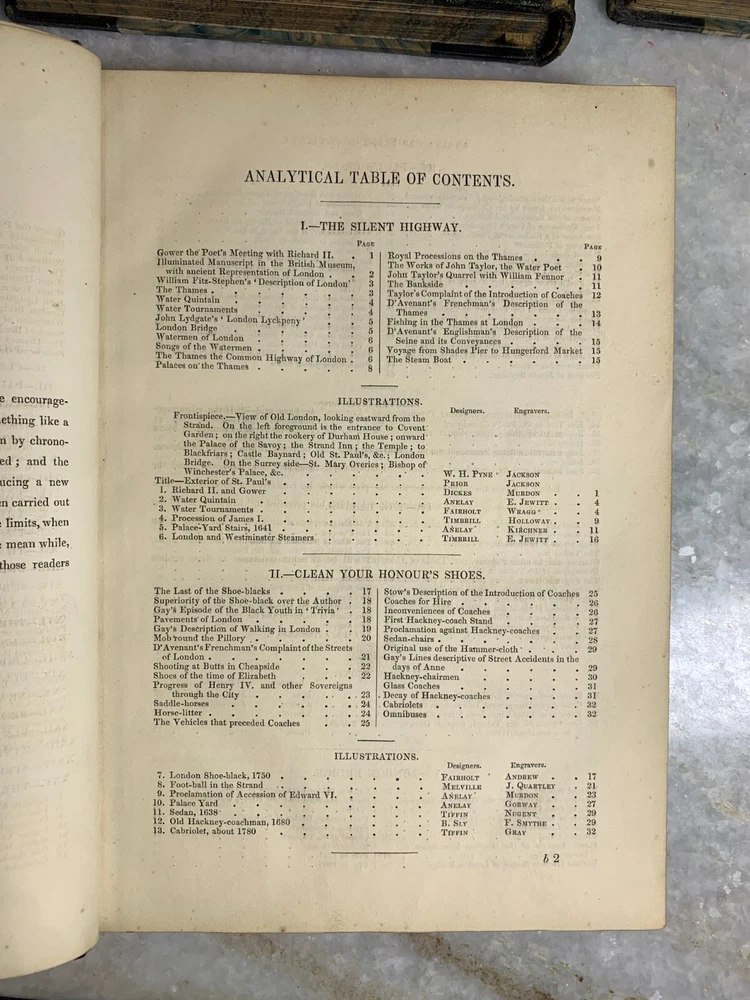 e encourage-
ething like a
n by chrono-
ed; and the
ucing a new
n carried out
limits, when
mean while,
those readers
ANALYTICAL TABLE OF CONTENTS.
I.—THE SILENT HIGHWAY.
PAGE
Gower the Poet's Meeting with Richard II. . 1
Illuminated Manuscript in the British Museum,
with ancient Representation of London . . 2
William Fitz-Stephen's 'Description of London' 3
The Thames . . . . . . . 3
Water Quintain . . . . . . 4
Water Tournaments . . . . . 4
John Lydgate's 'London Lyckpeny' . . 5
London Bridge . . . . . . 5
Watermen of London . . . . . 6
Songs of the Watermen . . . . . 6
The Thames the Common Highway of London . 6
Palaces on the Thames . . . . . 8
PAGE
Royal Processions on the Thames . . . 9
The Works of John Taylor, the Water Poet . 10
John Taylor's Quarrel with William Fennor . 11
The Bankside . . . . . . 11
Taylor's Complaint of the Introduction of Coaches 12
D'Avenant's Frenchman's Description of the
Thames . . . . . . . 13
Fishing in the Thames at London . . . 14
D'Avenant's Englishman's Description of the
Seine and its Conveyances . . . . 15
Voyage from Shades Pier to Hungerford Market 15
The Steam Boat . . . . . . 15
ILLUSTRATIONS.
Designers. Engravers.
Frontispiece.—View of Old London, looking eastward from the
Strand. On the left foreground is the entrance to Covent
Garden; on the right the rookery of Durham House; onward
the Palace of the Savoy; the Strand Inn; the Temple; to
Blackfriars; Castle Baynard; Old St. Paul's, &c.; London
Bridge. On the Surrey side—St. Mary Overies; Bishop of
Winchester's Palace, &c. . . . . . . W. H. PYNE JACKSON
Title—Exterior of St. Paul's . . . . . . PRIOR JACKSON
1. Richard II. and Gower . . . . . . DICKES MURDON . . 1
2. Water Quintain . . . . . . . ANELAY E. JEWITT . . 4
3. Water Tournaments . . . . . . FAIRHOLT WRAGG . . 4
4. Procession of James I. . . . . . . TIMBRILL HOLLOWAY . . 9
5. Palace-Yard Stairs, 1641 . . . . . . ANELAY KIRCHNER . . 11
6. London and Westminster Steamers . . . . . TIMBRILL E. JEWITT . . 16
II.—CLEAN YOUR HONOUR'S SHOES.
The Last of the Shoe-blacks . . . . 17
Superiority of the Shoe-black over the Author . 18
Gay's Episode of the Black Youth in 'Trivia' . 18
Pavements of London . . . . . 18
Gay's Description of Walking in London . . 19
Mob round the Pillory . . . . . 20
D'Avenant's Frenchman's Complaint of the Streets
of London . . . . . . . 21
Shooting at Butts in Cheapside . . . 22
Shoes of the time of Elizabeth . . . 22
Progress of Henry IV. and other Sovereigns
through the City . . . . . 23
Saddle-horses . . . . . . 24
Horse-litter . . . . . . . 24
The Vehicles that preceded Coaches . . 25
Stow's Description of the Introduction of Coaches 25
Coaches for Hire . . . . . . 26
Inconveniences of Coaches . . . . 26
First Hackney-coach Stand . . . . 27
Proclamation against Hackney-coaches . . 27
Sedan-chairs . . . . . . . 28
Original use of the Hammer-cloth . . . 29
Gay's Lines descriptive of Street Accidents in the
days of Anne . . . . . . 29
Hackney-chairmen . . . . . 30
Glass Coaches . . . . . . 31
Decay of Hackney-coaches . . . . 31
Cabriolets . . . . . . . 32
Omnibuses . . . . . . . 32
ILLUSTRATIONS.
Designers. Engravers.
7. London Shoe-black, 1750 . . . . . . FAIRHOLT ANDREW . . 17
8. Foot-ball in the Strand . . . . . . MELVILLE J. QUARTLEY . 21
9. Proclamation of Accession of Edward VI. . . . . ANELAY MURDON . . 23
10. Palace Yard . . . . . . . ANELAY GORWAY . . 27
11. Sedan, 1638 . . . . . . . TIFFIN NUGENT . . 29
12. Old Hackney-coachman, 1680 . . . . . B. SLY F. SMYTHE . . 29
13. Cabriolet, about 1780 . . . . . . TIFFIN GRAY . . 32
b 2